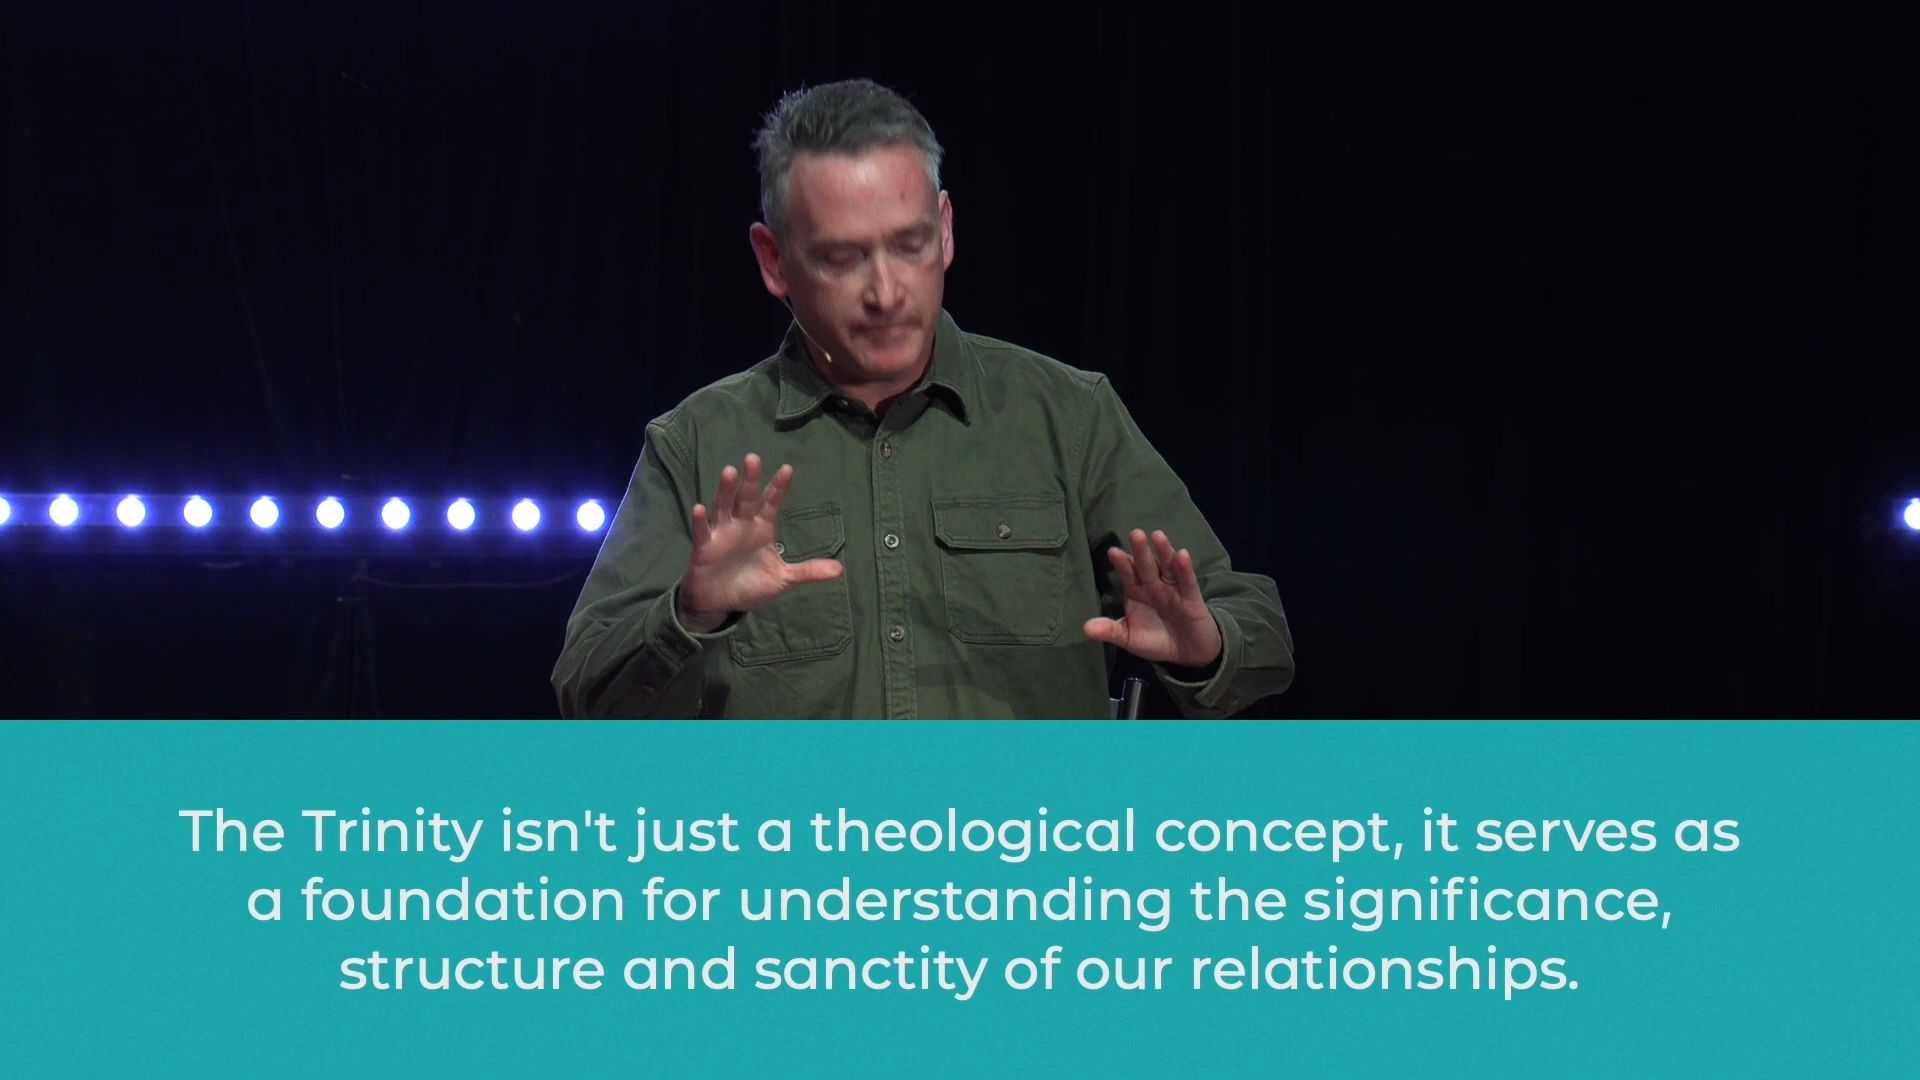 The Trinity isn't just a theological concept, it serves as
a foundation for understanding the significance,
structure and sanctity of our relationships.